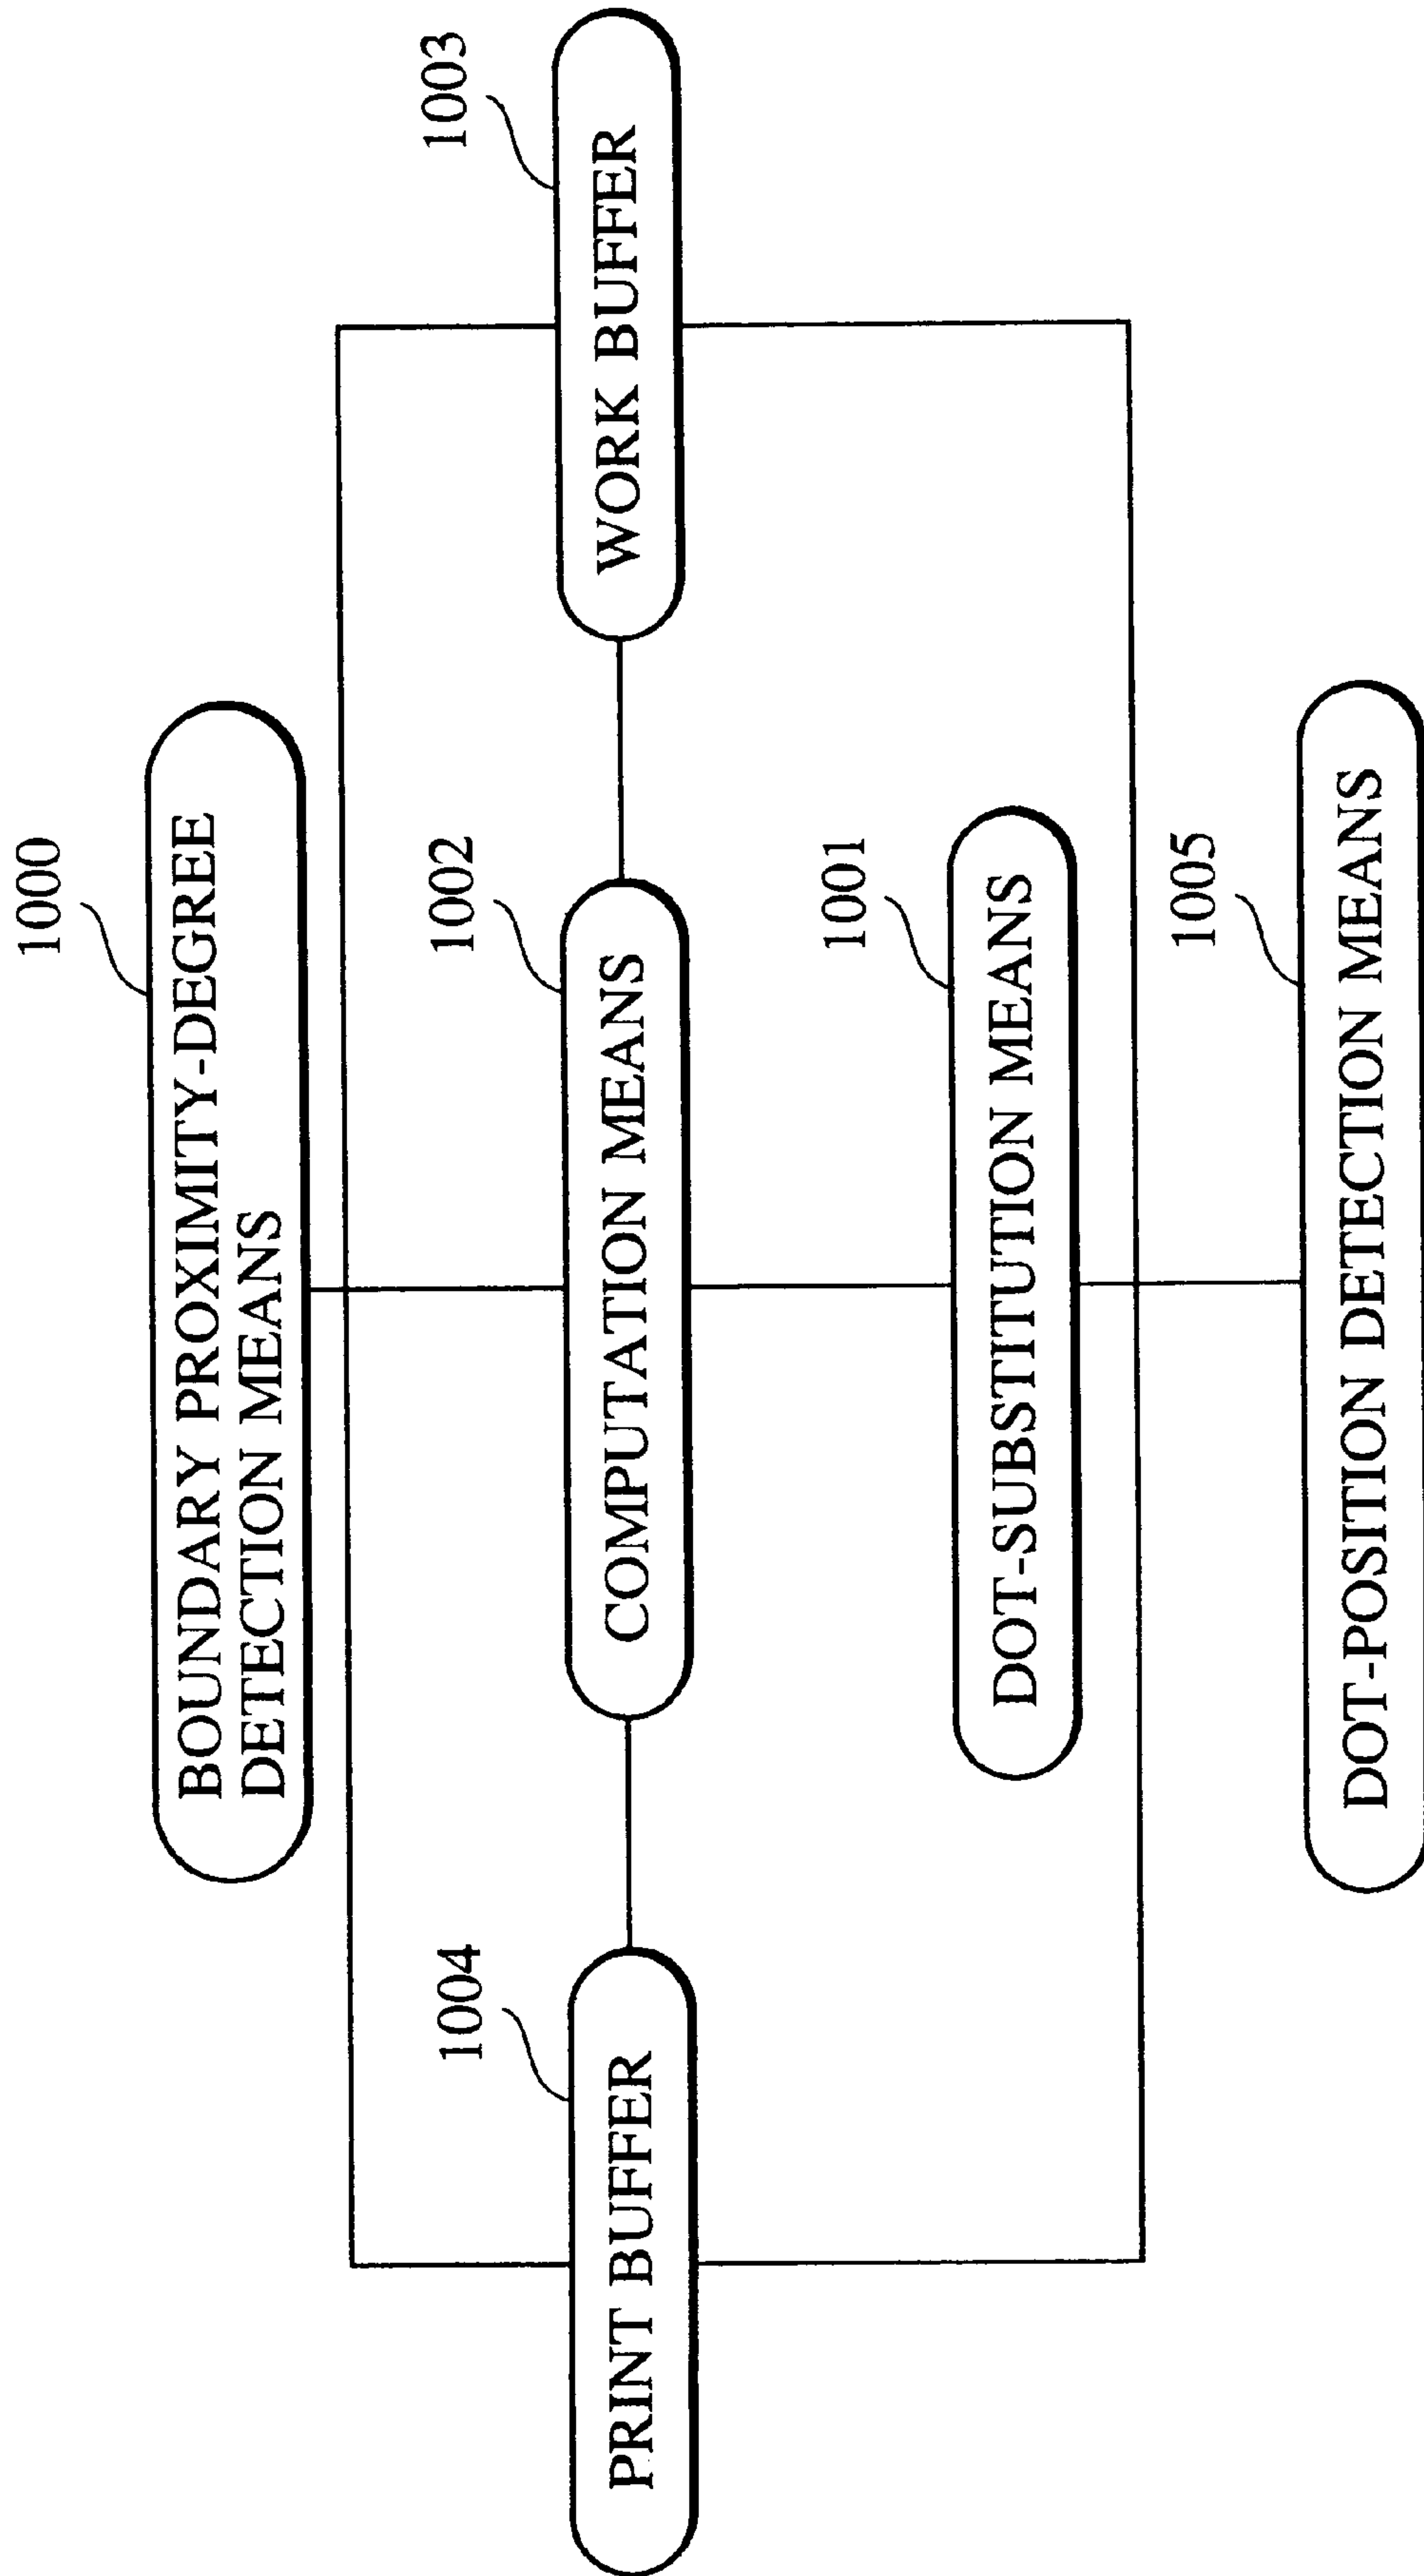 1000
BOUNDARY PROXIMITY-DEGREE
DETECTION MEANS
1004
PRINT BUFFER
1002
COMPUTATION MEANS
1003
WORK BUFFER
1001
DOT-SUBSTITUTION MEANS
1005
DOT-POSITION DETECTION MEANS